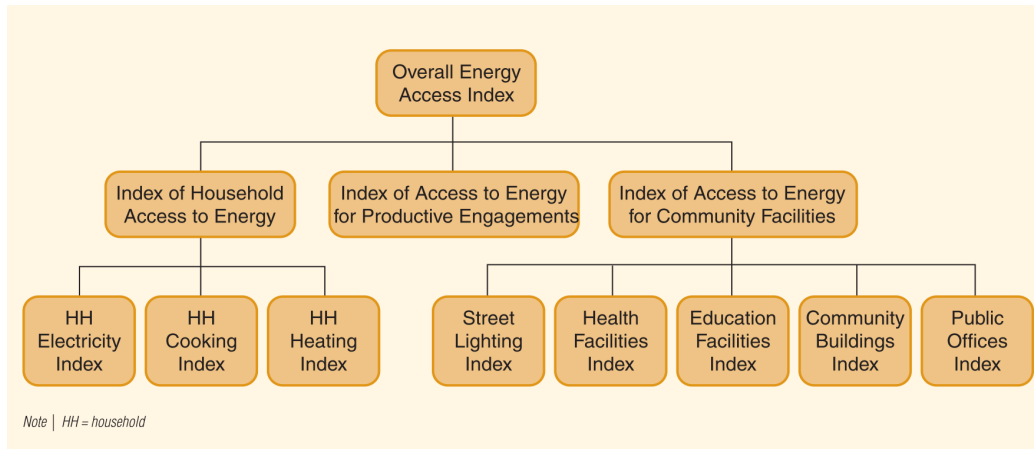 Overall Energy
Access Index
Index of Household
Access to Energy
Index of Access to Energy
for Productive Engagements
Index of Access to Energy
for Community Facilities
HH
Electricity
Index
HH
Cooking
Index
HH
Heating
Index
Street
Lighting
Index
Health
Facilities
Index
Education
Facilities
Index
Community
Buildings
Index
Public
Offices
Index
Note | HH = household